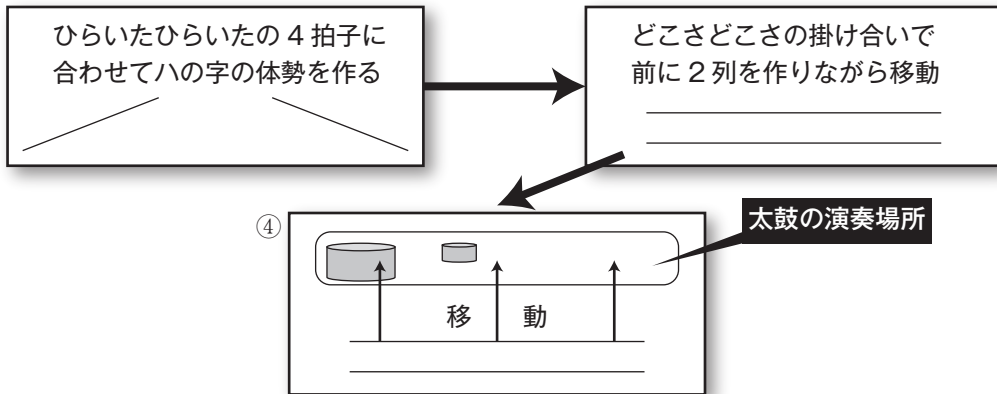 ひらいたひらいたの 4 拍子に
合わせてハの字の体勢を作る
どこさどこさの掛け合いで
前に 2 列を作りながら移動
④
太鼓の演奏場所
移 動